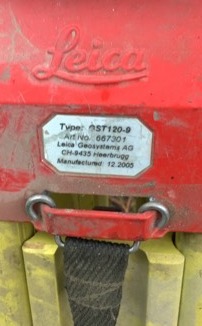 Leica
Type: GST120-9
Art.No. 667301
Leica Geosystems AG
CH-9435 Heerbrugg
Manufactured 12.2005